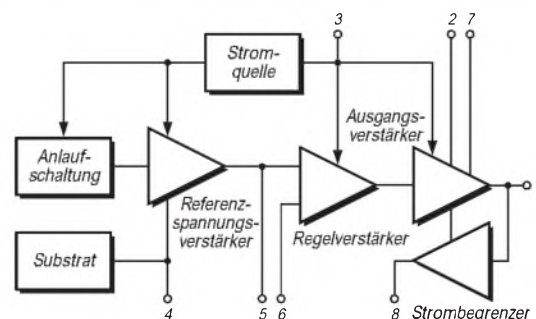 3
2 7
Strom-
quelle
Ausgangs-
verstärker
Anlauf-
schaltung
Referenz-
spannungs-
verstärker
Regelverstärker
Substrat
4
5
6
8
Strombegrenzer